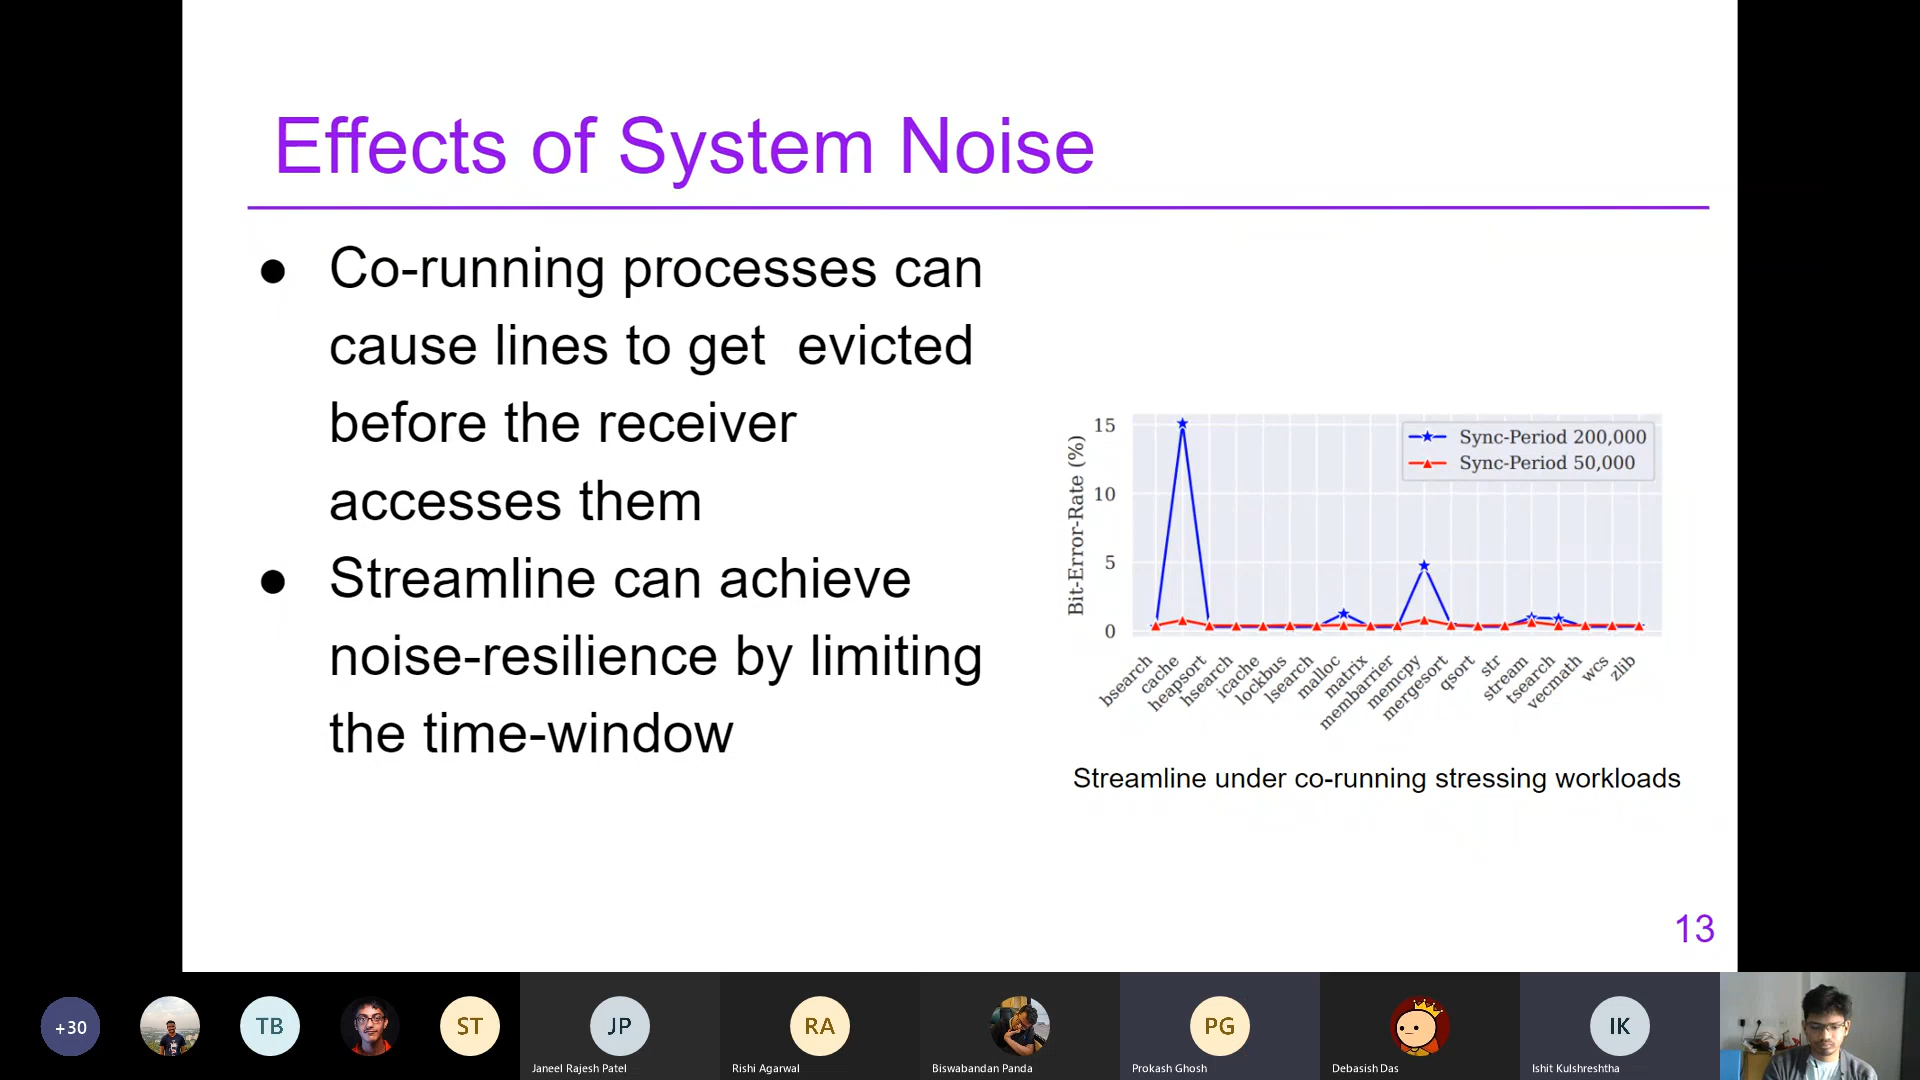 Effects of System Noise
● Co-running processes can
cause lines to get  evicted
before the receiver
accesses them
● Streamline can achieve
noise-resilience by limiting
the time-window
Bit-Error-Rate (%)
15
10
5
0
Sync-Period 200,000
Sync-Period 50,000
bsearch
cache
heapsort
hsearch
icache
lockbus
lsearch
malloc
matrix
membarrier
memcpy
mergesort
qsort
str
stream
tsearch
vecmath
wcs
zlib
Streamline under co-running stressing workloads
13
+30
TB
ST
JP
Janeel Rajesh Patel
RA
Rishi Agarwal
Biswabandan Panda
PG
Prokash Ghosh
Debasish Das
IK
Ishit Kulshreshtha